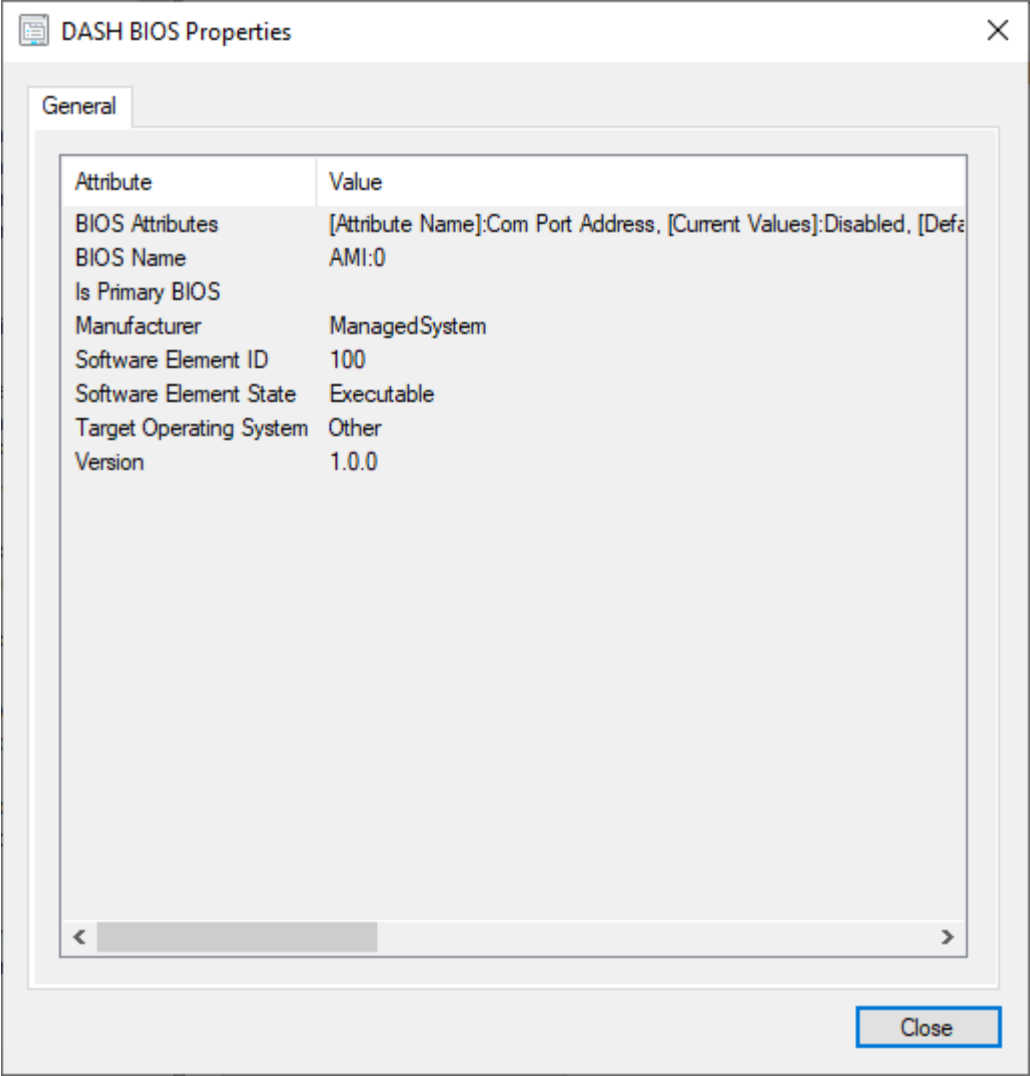 DASH BIOS Properties
General
Attribute Value
BIOS Attributes [Attribute Name]:Com Port Address, [Current Values]:Disabled, [Defa
BIOS Name AMI:0
Is Primary BIOS
Manufacturer ManagedSystem
Software Element ID 100
Software Element State Executable
Target Operating System Other
Version 1.0.0
Close